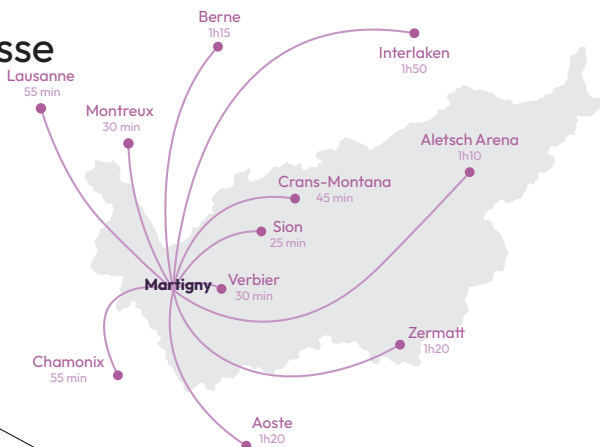 sse
Berne
1h15
Interlaken
1h50
Lausanne
55 min
Montreux
30 min
Aletsch Arena
1h10
Crans-Montana
45 min
Sion
25 min
Martigny
Verbier
30 min
Zermatt
1h20
Chamonix
55 min
Aoste
1h20